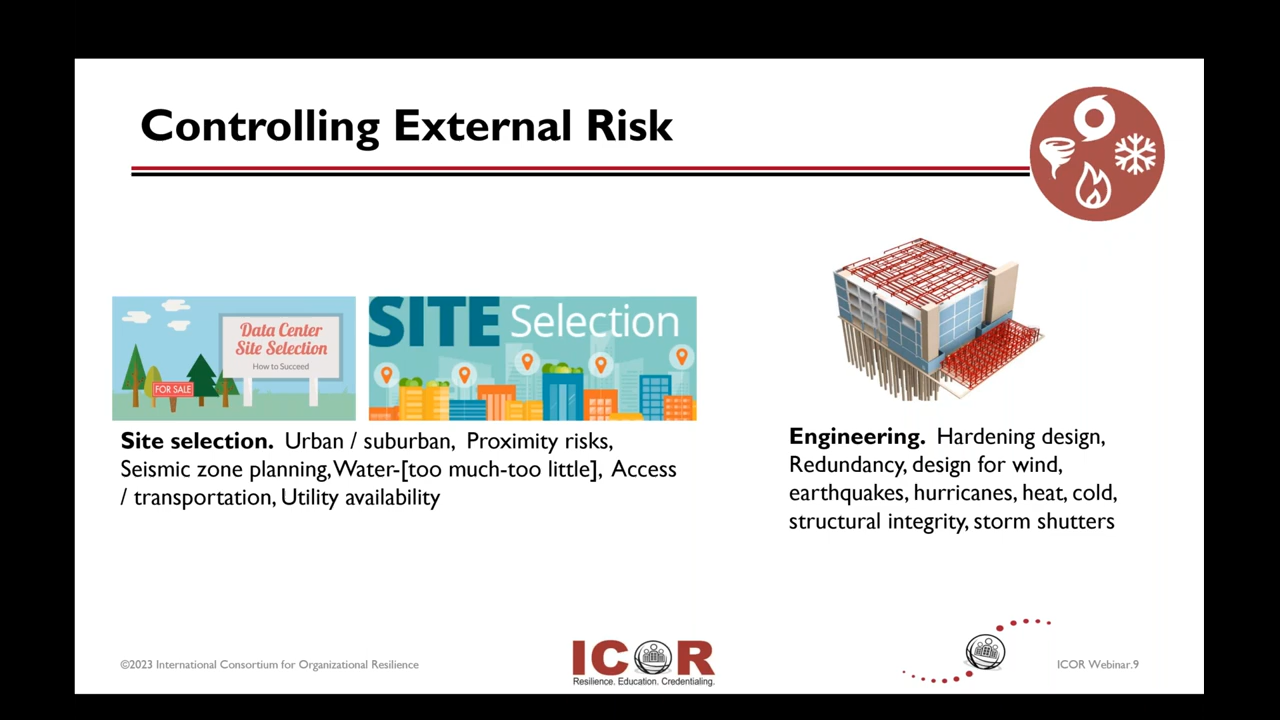 Controlling External Risk
Data Center
Site Selection
How to Succeed
FOR SALE
SITE Selection
Site selection. Urban / suburban, Proximity risks,
Seismic zone planning, Water-[too much-too little], Access
/ transportation, Utility availability
Engineering. Hardening design,
Redundancy, design for wind,
earthquakes, hurricanes, heat, cold,
structural integrity, storm shutters
©2023 International Consortium for Organizational Resilience
ICOR
Resilience. Education. Credentialing.
ICOR Webinar.9